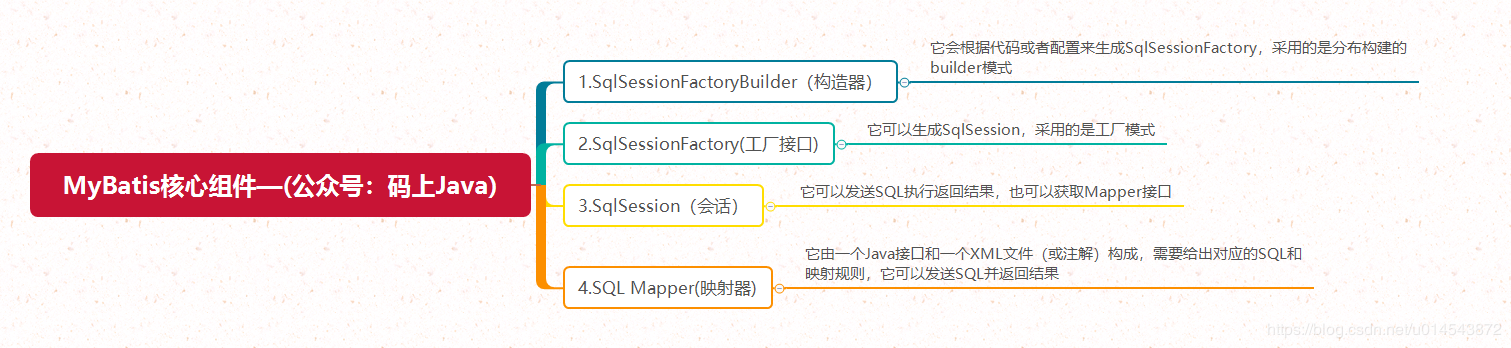 它会根据代码或者配置来生成SqlSessionFactory，采用的是分布构建的
builder模式
1.SqlSessionFactoryBuilder（构造器）
它可以生成SqlSession，采用的是工厂模式
2.SqlSessionFactory(工厂接口)
MyBatis核心组件—(公众号：码上Java)
它可以发送SQL执行返回结果，也可以获取Mapper接口
3.SqlSession（会话）
它由一个Java接口和一个XML文件（或注解）构成，需要给出对应的SQL和
映射规则，它可以发送SQL并返回结果
4.SQL Mapper(映射器)
https://blog.csdn.net/u014543872